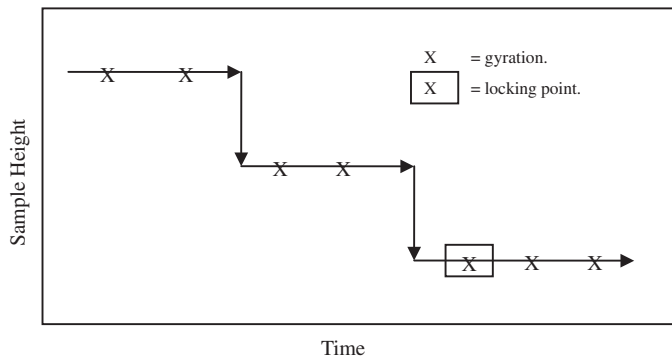 X = gyration.
X = locking point.
X X
X X
X X X
Sample Height
Time